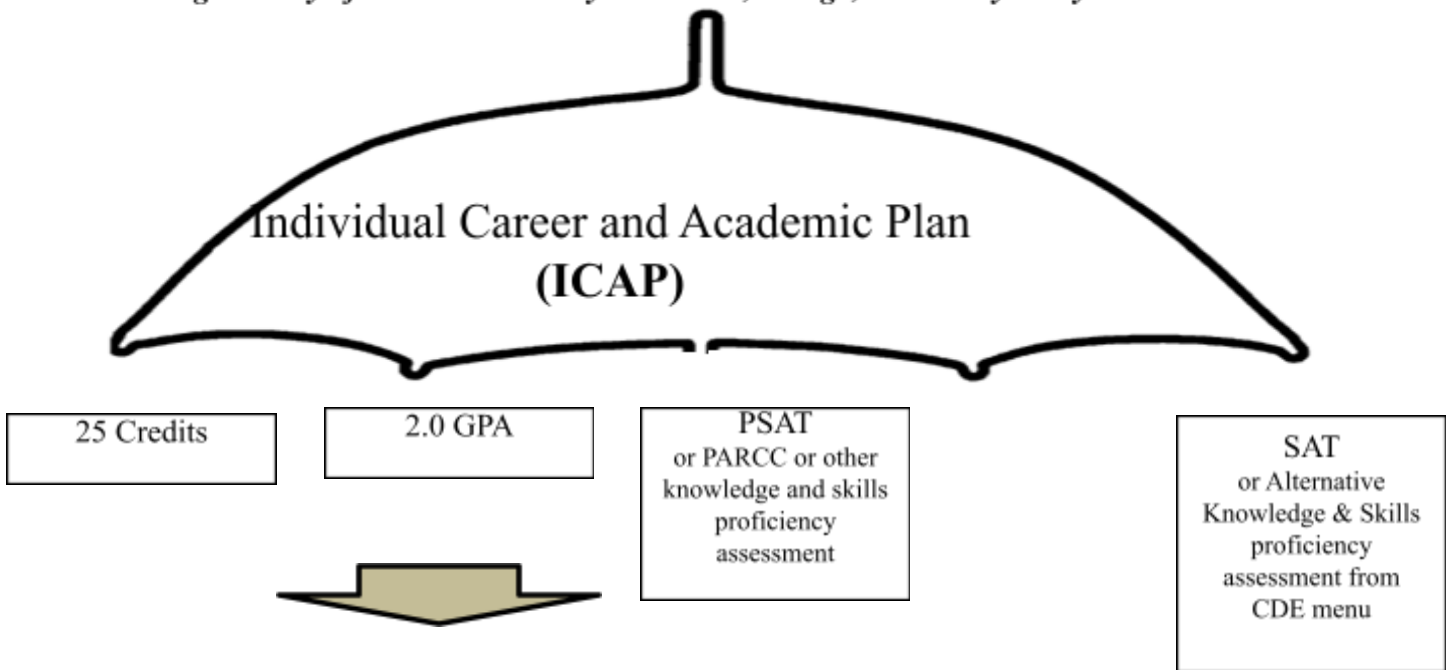 Individual Career and Academic Plan
(ICAP)
25 Credits
2.0 GPA
PSAT
or PARCC or other
knowledge and skills
proficiency
assessment
SAT
or Alternative
Knowledge & Skills
proficiency
assessment from
CDE menu